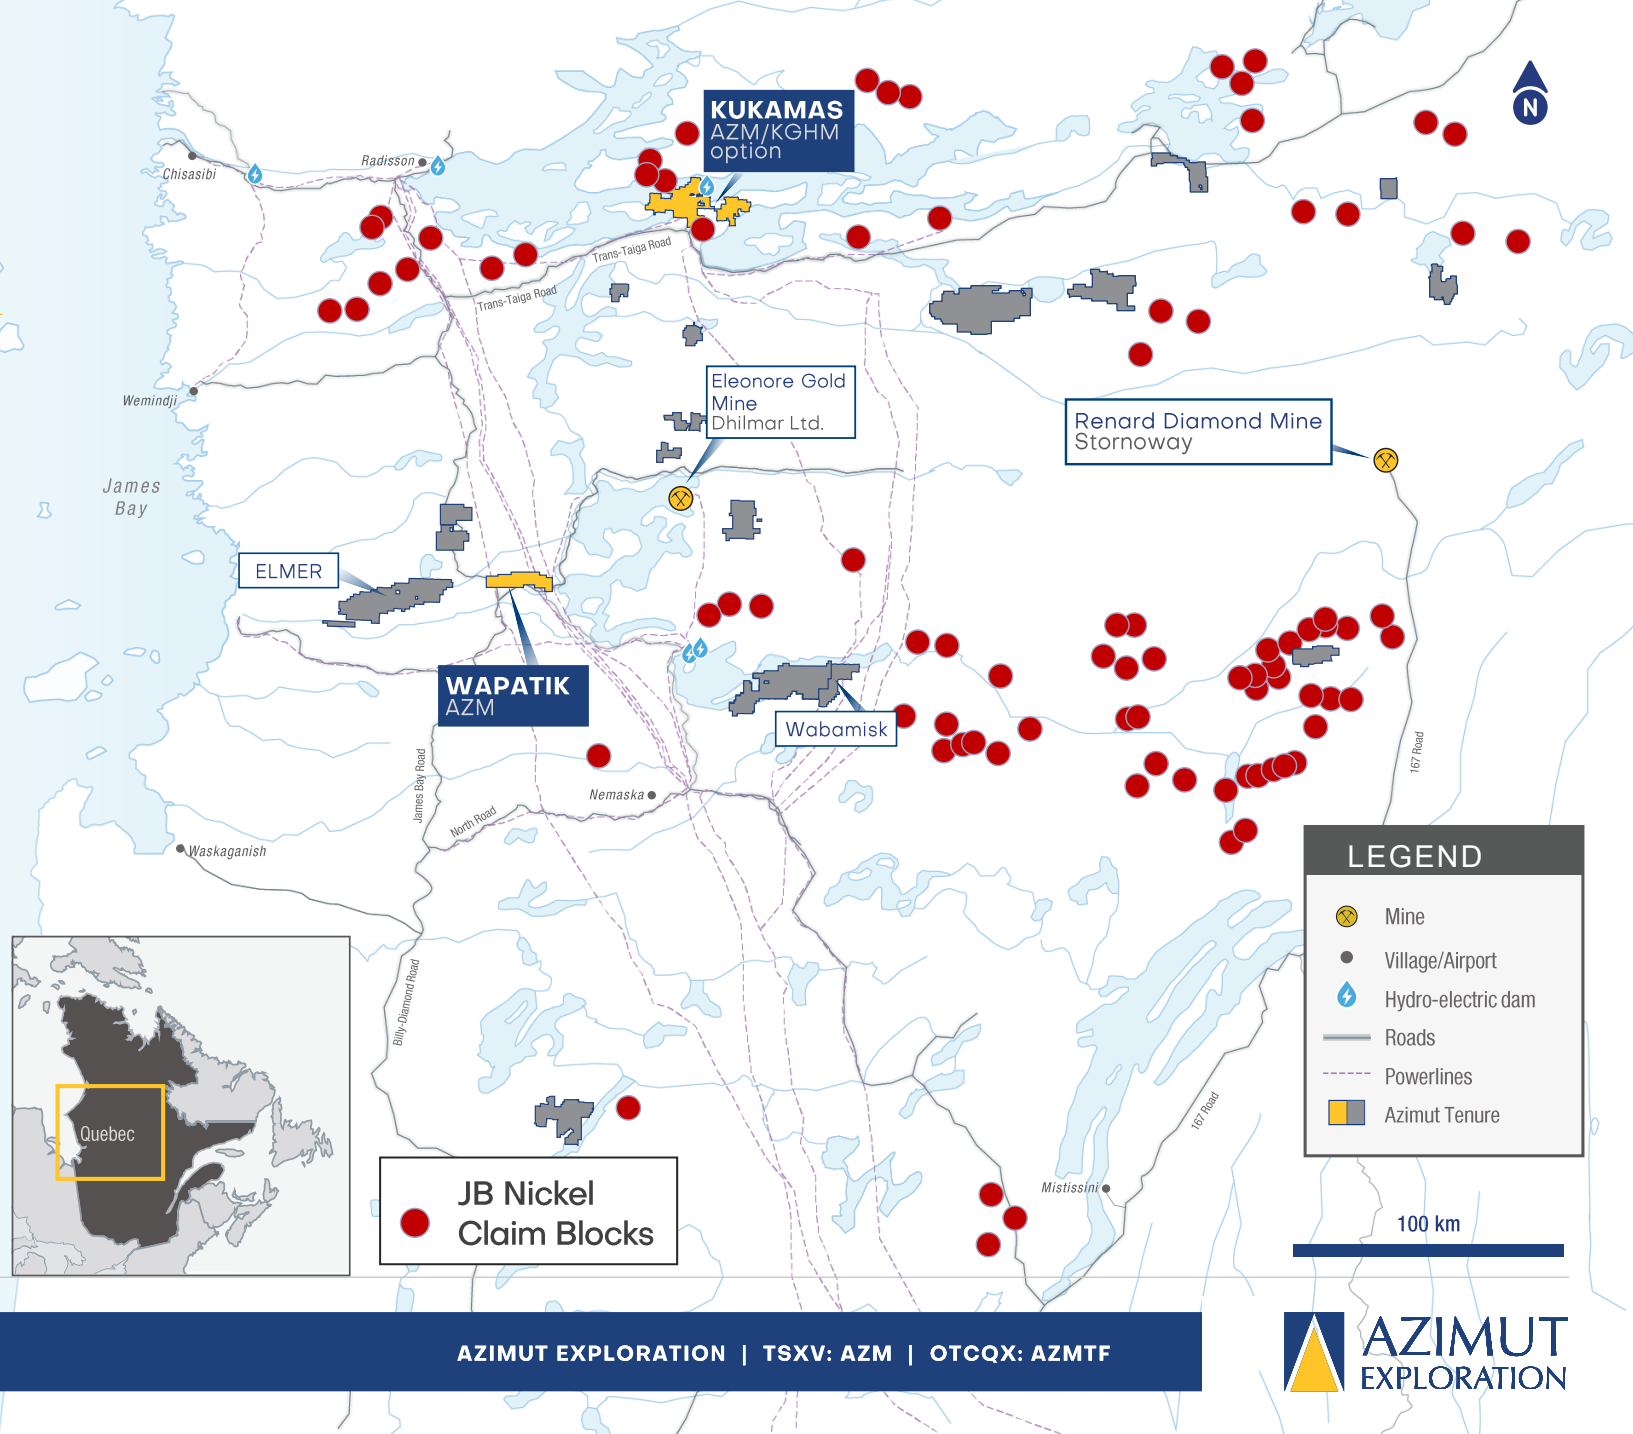 KUKAMAS
AZM/KGHM
option
N
Chisasibi
Radisson
Trans-Taiga Road
Trans-Taiga Road
Wemindji
Eleonore Gold
Mine
Dhilmar Ltd.
Renard Diamond Mine
Stornoway
James
Bay
ELMER
WAPATIK
AZM
Wabamisk
James Bay Road
Nemaska
North Road
167 Road
Waskaganish
Billy-Diamond Road
LEGEND
Mine
Village/Airport
Hydro-electric dam
Roads
Powerlines
Azimut Tenure
Quebec
167 Road
Mistissini
JB Nickel
Claim Blocks
100 km
AZIMUT EXPLORATION | TSXV: AZM | OTCQX: AZMTF
AZIMUT
EXPLORATION